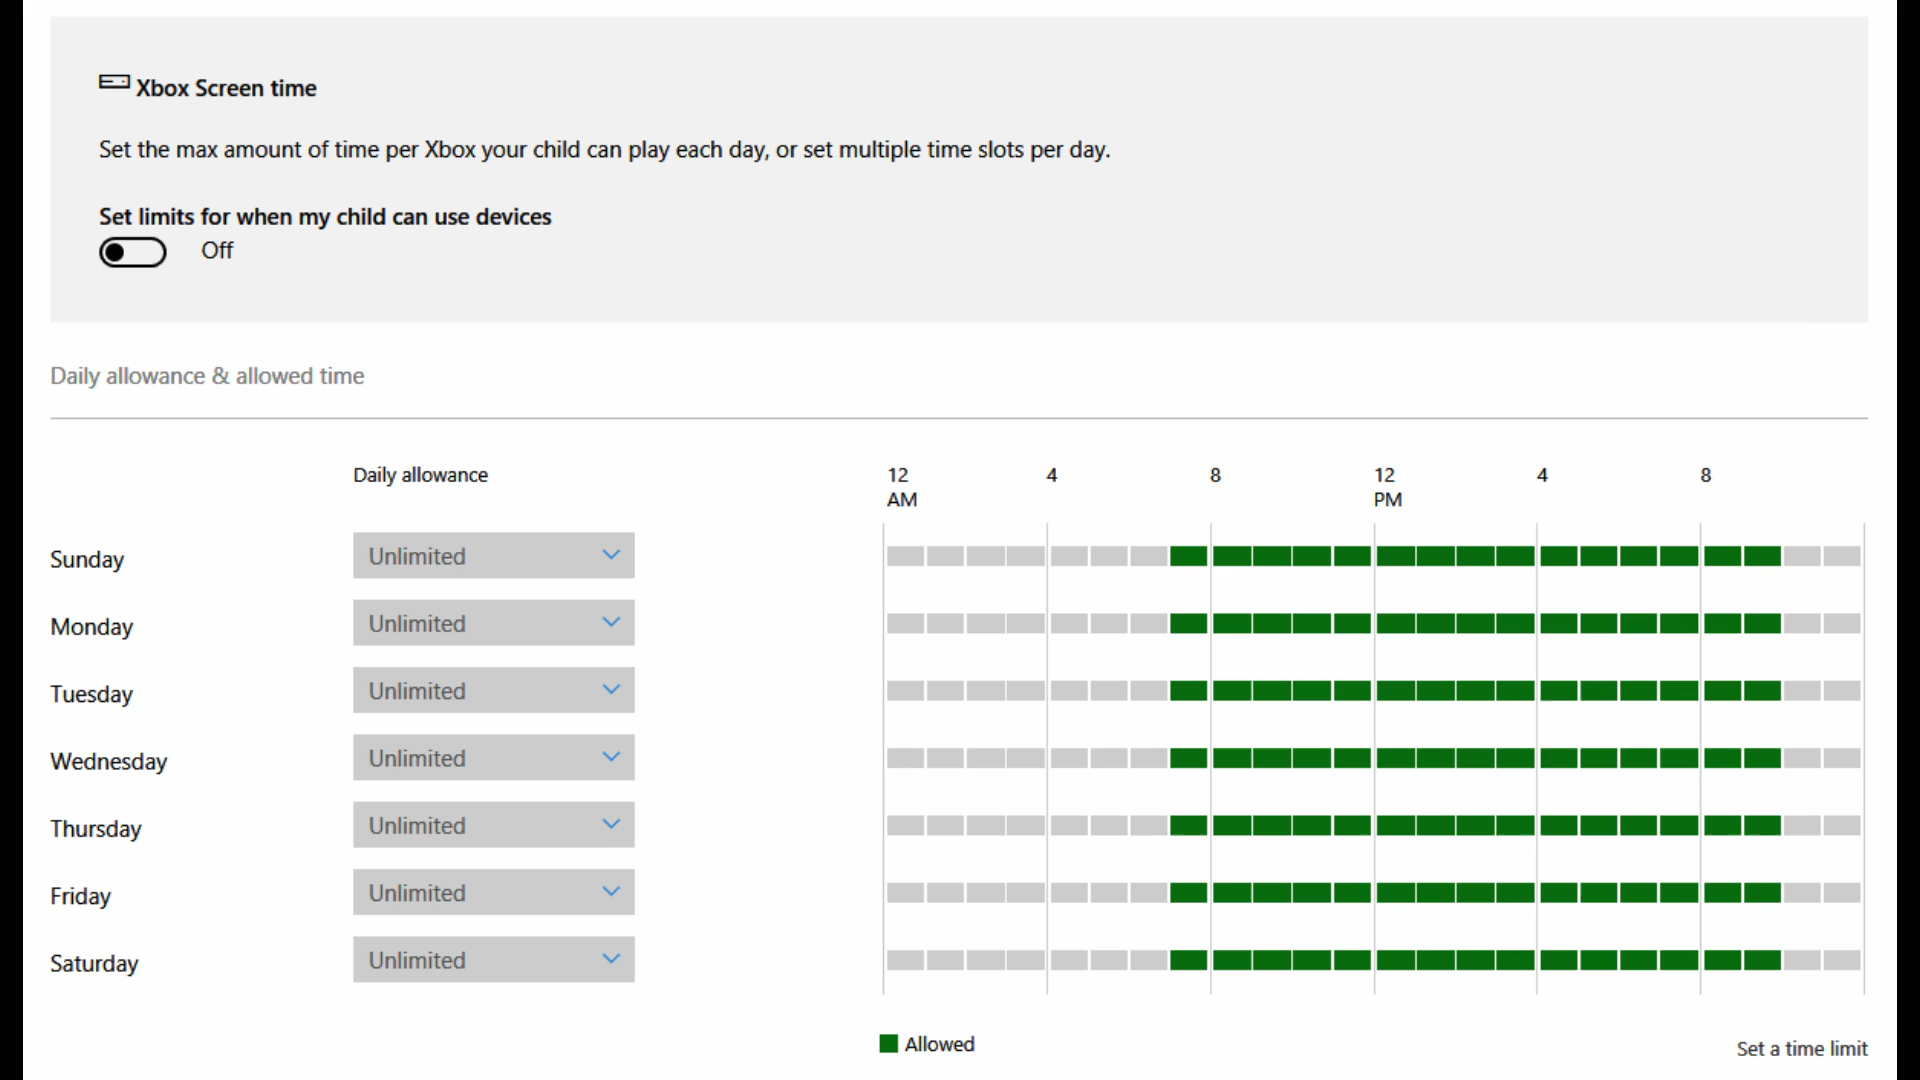 Xbox Screen time
Set the max amount of time per Xbox your child can play each day, or set multiple time slots per day.
Set limits for when my child can use devices
Off
Daily allowance & allowed time
Daily allowance
12 AM
4
8
12 PM
4
8
Sunday
Unlimited
Monday
Unlimited
Tuesday
Unlimited
Wednesday
Unlimited
Thursday
Unlimited
Friday
Unlimited
Saturday
Unlimited
Allowed
Set a time limit